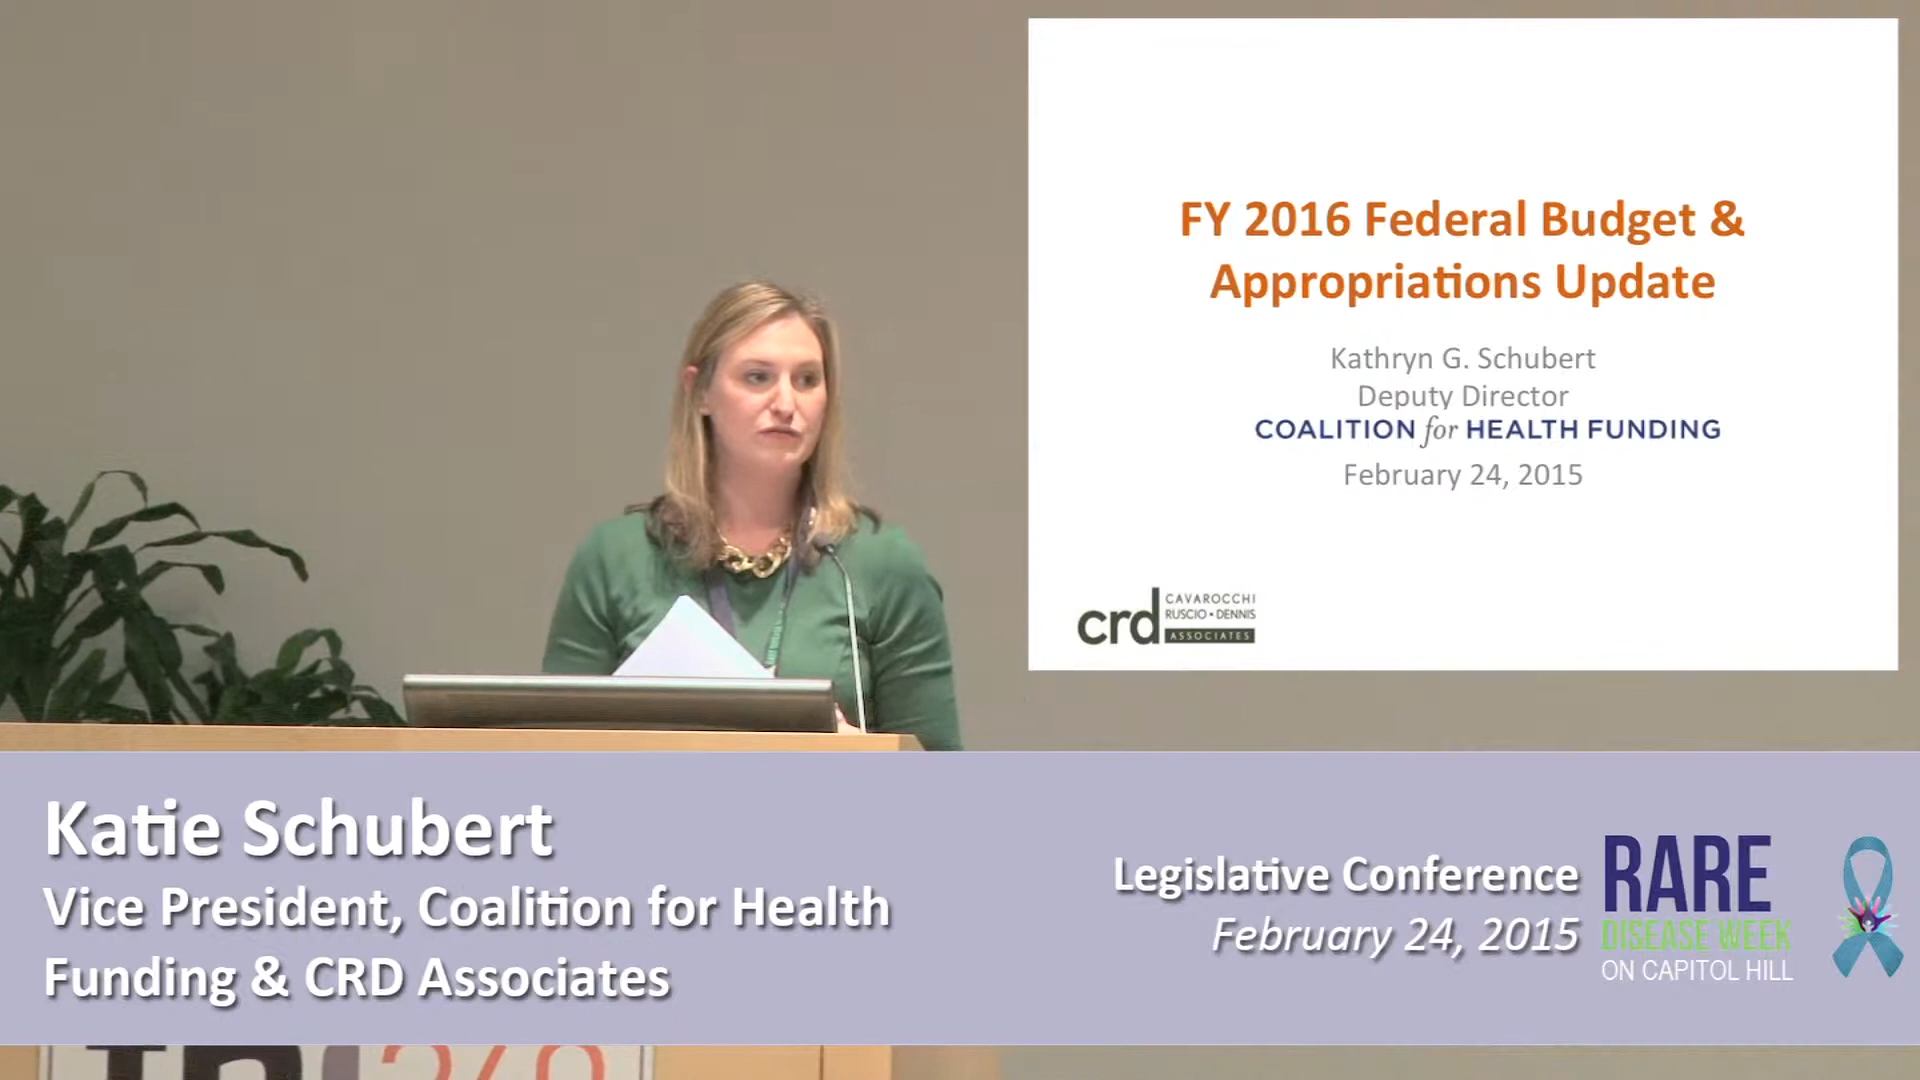 FY 2016 Federal Budget &
Appropriations Update
Kathryn G. Schubert
Deputy Director
COALITION for HEALTH FUNDING
February 24, 2015
crd
CAVAROCCHI
RUSCIO • DENNIS
ASSOCIATES
Katie Schubert
Vice President, Coalition for Health
Funding & CRD Associates
Legislative Conference
February 24, 2015
RARE
DISEASE WEEK
ON CAPITOL HILL